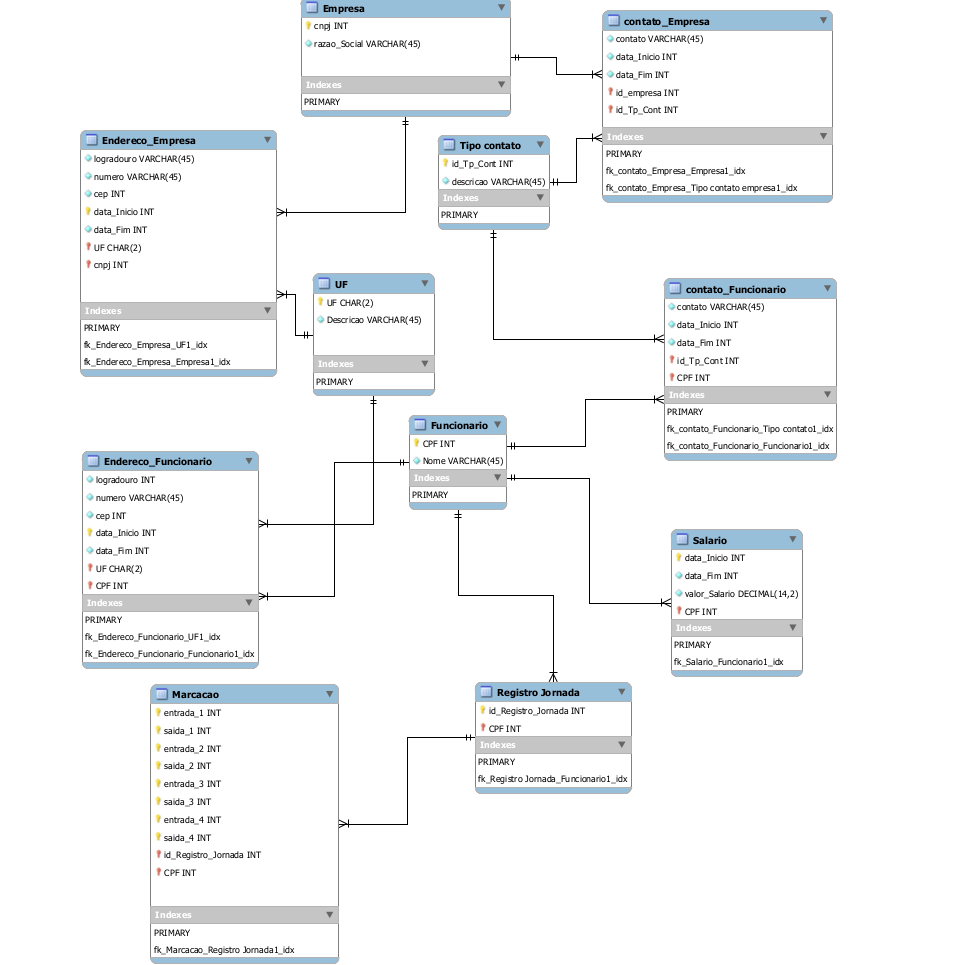 Empresa
cnpj INT
razao_Social VARCHAR(45)
Indexes
PRIMARY
contato_Empresa
contato VARCHAR(45)
data_Inicio INT
data_Fim INT
id_empresa INT
id_Tp_Cont INT
Indexes
PRIMARY
fk_contato_Empresa_Empresa1_idx
fk_contato_Empresa_Tipo contato empresa1_idx
Endereco_Empresa
logradouro VARCHAR(45)
numero VARCHAR(45)
cep INT
data_Inicio INT
data_Fim INT
UF CHAR(2)
cnpj INT
Indexes
PRIMARY
fk_Endereco_Empresa_UF1_idx
fk_Endereco_Empresa_Empresa1_idx
Tipo contato
id_Tp_Cont INT
descricao VARCHAR(45)
Indexes
PRIMARY
UF
UF CHAR(2)
Descricao VARCHAR(45)
Indexes
PRIMARY
contato_Funcionario
contato VARCHAR(45)
data_Inicio INT
data_Fim INT
id_Tp_Cont INT
CPF INT
Indexes
PRIMARY
fk_contato_Funcionario_Tipo contato1_idx
fk_contato_Funcionario_Funcionario1_idx
Funcionario
CPF INT
Nome VARCHAR(45)
Indexes
PRIMARY
Endereco_Funcionario
logradouro INT
numero VARCHAR(45)
cep INT
data_Inicio INT
data_Fim INT
UF CHAR(2)
CPF INT
Indexes
PRIMARY
fk_Endereco_Funcionario_UF1_idx
fk_Endereco_Funcionario_Funcionario1_idx
Salario
data_Inicio INT
data_Fim INT
valor_Salario DECIMAL(14,2)
CPF INT
Indexes
PRIMARY
fk_Salario_Funcionario1_idx
Marcacao
entrada_1 INT
saida_1 INT
entrada_2 INT
saida_2 INT
entrada_3 INT
saida_3 INT
entrada_4 INT
saida_4 INT
id_Registro_Jornada INT
CPF INT
Indexes
PRIMARY
fk_Marcacao_Registro Jornada1_idx
Registro Jornada
id_Registro_Jornada INT
CPF INT
Indexes
PRIMARY
fk_Registro Jornada_Funcionario1_idx